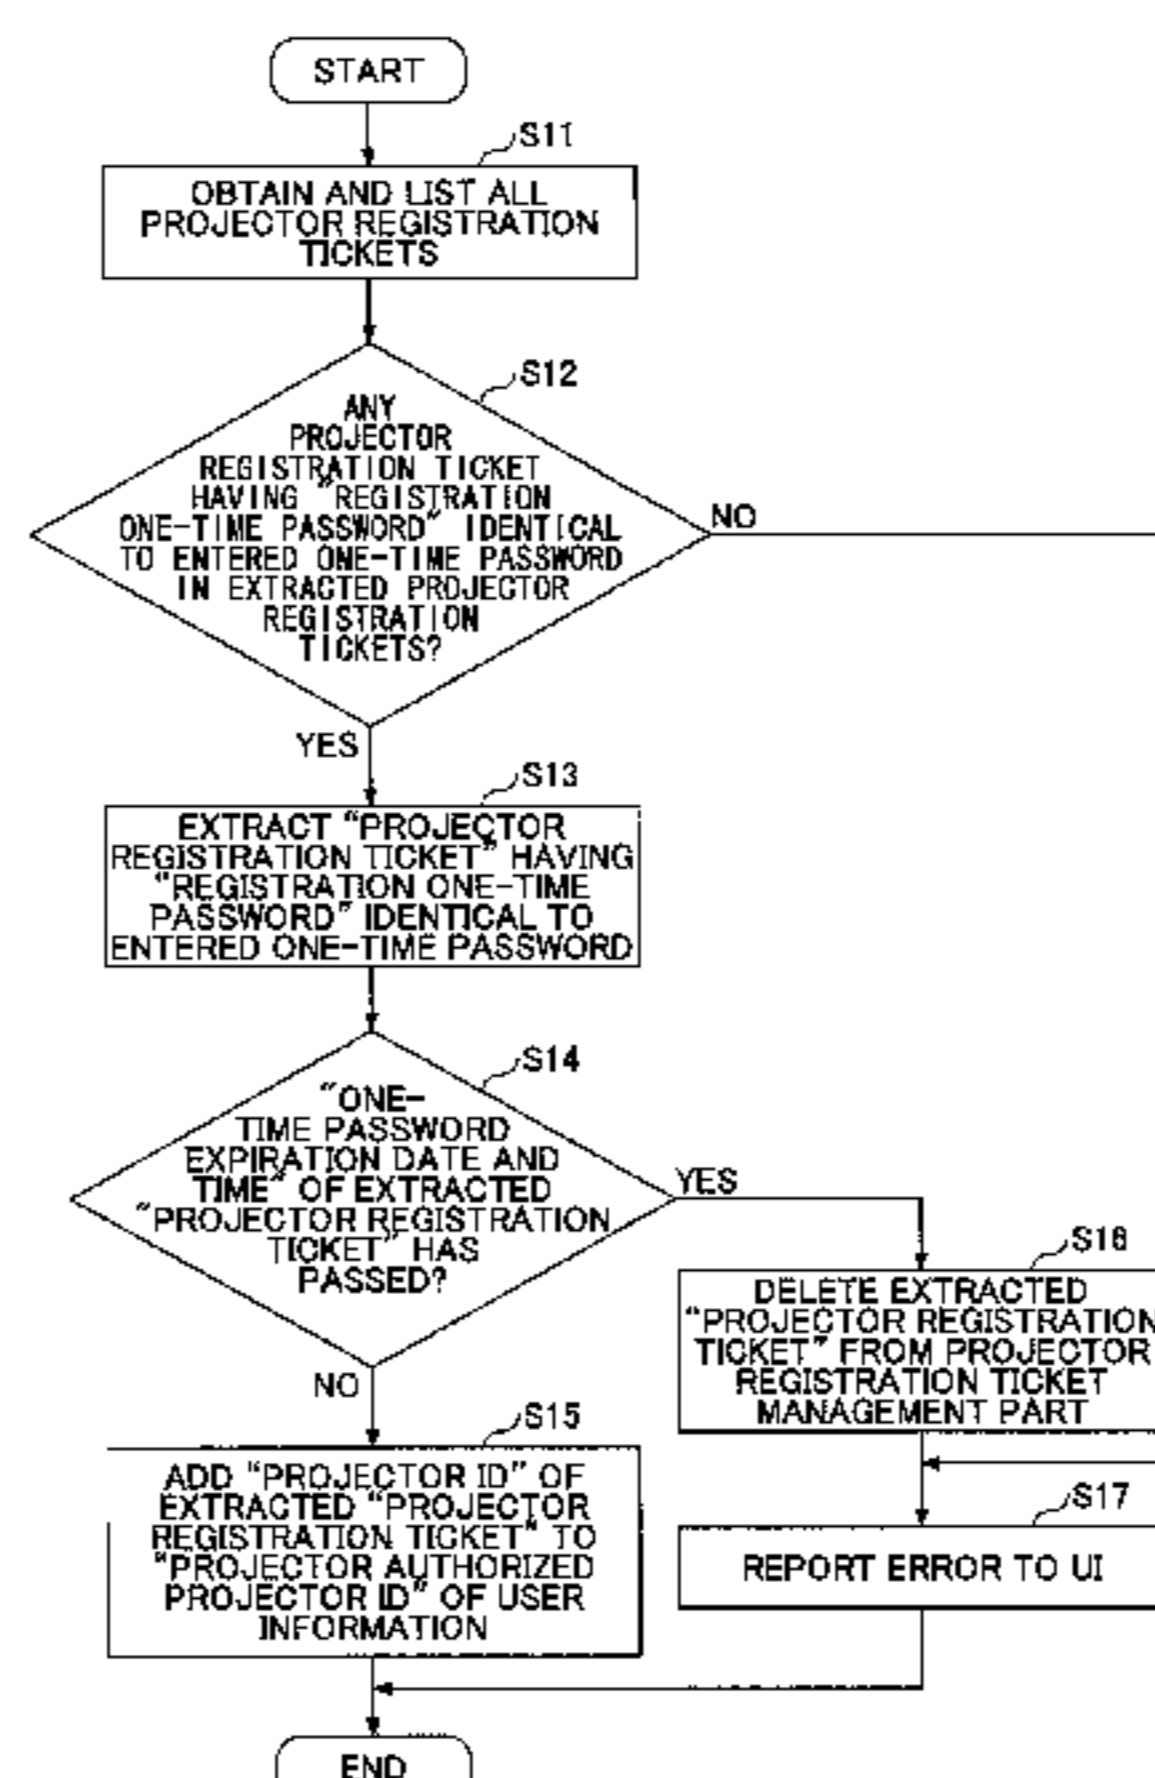 START
S11
OBTAIN AND LIST ALL
PROJECTOR REGISTRATION
TICKETS
S12
ANY
PROJECTOR
REGISTRATION TICKET
HAVING "REGISTRATION
ONE-TIME PASSWORD" IDENTICAL
TO ENTERED ONE-TIME PASSWORD
IN EXTRACTED PROJECTOR
REGISTRATION
TICKETS?
NO
YES
S13
EXTRACT "PROJECTOR
REGISTRATION TICKET" HAVING
"REGISTRATION ONE-TIME
PASSWORD" IDENTICAL TO
ENTERED ONE-TIME PASSWORD
S14
"ONE-
TIME PASSWORD
EXPIRATION DATE AND
TIME" OF EXTRACTED
"PROJECTOR REGISTRATION
TICKET" HAS
PASSED?
YES
NO
S16
DELETE EXTRACTED
"PROJECTOR REGISTRATION
TICKET" FROM PROJECTOR
REGISTRATION TICKET
MANAGEMENT PART
S15
ADD "PROJECTOR ID" OF
EXTRACTED "PROJECTOR
REGISTRATION TICKET" TO
"PROJECTOR AUTHORIZED
PROJECTOR ID" OF USER
INFORMATION
S17
REPORT ERROR TO UI
END